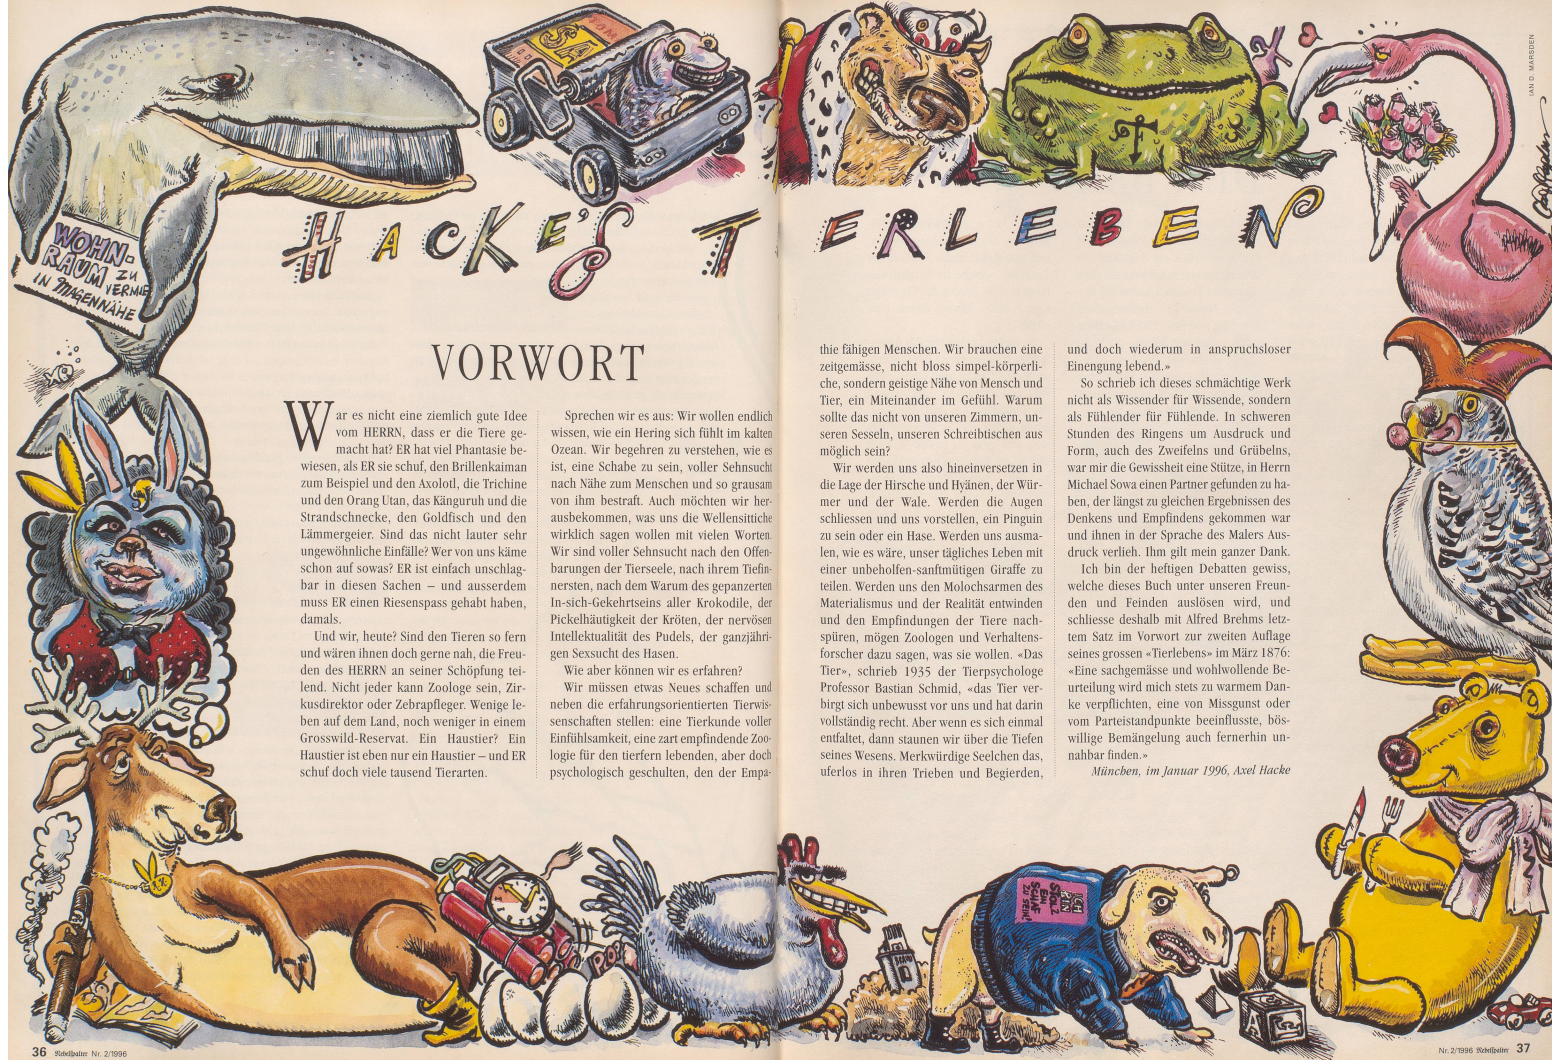 IAN D. MARSDEN
HACKE'S TIERLEBEN
WOHN-
RAUM ZU
VERMIE
IN MAGENNÄHE
VORWORT
War es nicht eine ziemlich gute Idee
vom HERRN, dass er die Tiere ge-
macht hat? ER hat viel Phantasie be-
wiesen, als ER sie schuf, den Brillenkaiman
zum Beispiel und den Axolotl, die Trichine
und den Orang Utan, das Känguruh und die
Strandschnecke, den Goldfisch und den
Lämmergeier. Sind das nicht lauter sehr
ungewöhnliche Einfälle? Wer von uns käme
schon auf sowas? ER ist einfach unschlag-
bar in diesen Sachen – und ausserdem
muss ER einen Riesenspass gehabt haben,
damals.
Und wir, heute? Sind den Tieren so fern
und wären ihnen doch gerne nah, die Freu-
den des HERRN an seiner Schöpfung tei-
lend. Nicht jeder kann Zoologe sein, Zir-
kusdirektor oder Zebrapfleger. Wenige le-
ben auf dem Land, noch weniger in einem
Grosswild-Reservat. Ein Haustier? Ein
Haustier ist eben nur ein Haustier – und ER
schuf doch viele tausend Tierarten.
Sprechen wir es aus: Wir wollen endlich
wissen, wie ein Hering sich fühlt im kalten
Ozean. Wir begehren zu verstehen, wie es
ist, eine Schabe zu sein, voller Sehnsucht
nach Nähe zum Menschen und so grausam
von ihm bestraft. Auch möchten wir her-
ausbekommen, was uns die Wellensittiche
wirklich sagen wollen mit vielen Worten.
Wir sind voller Sehnsucht nach den Offen-
barungen der Tierseele, nach ihrem Tiefin-
nersten, nach dem Warum des gepanzerten
In-sich-Gekehrtseins aller Krokodile, der
Pickelhäutigkeit der Kröten, der nervösen
Intellektualität des Pudels, der ganzjähri-
gen Sexsucht des Hasen.
Wie aber können wir es erfahren?
Wir müssen etwas Neues schaffen und
neben die erfahrungsorientierten Tierwis-
senschaften stellen: eine Tierkunde voller
Einfühlsamkeit, eine zart empfindende Zoo-
logie für den tierfern lebenden, aber doch
psychologisch geschulten, den der Empa-
thie fähigen Menschen. Wir brauchen eine
zeitgemässe, nicht bloss simpel-körperli-
che, sondern geistige Nähe von Mensch und
Tier, ein Miteinander im Gefühl. Warum
sollte das nicht von unseren Zimmern, un-
seren Sesseln, unseren Schreibtischen aus
möglich sein?
Wir werden uns also hineinversetzen in
die Lage der Hirsche und Hyänen, der Wür-
mer und der Wale. Werden die Augen
schliessen und uns vorstellen, ein Pinguin
zu sein oder ein Hase. Werden uns ausma-
len, wie es wäre, unser tägliches Leben mit
einer unbeholfen-sanftmütigen Giraffe zu
teilen. Werden uns den Molochsarmen des
Materialismus und der Realität entwinden
und den Empfindungen der Tiere nach-
spüren, mögen Zoologen und Verhaltens-
forscher dazu sagen, was sie wollen. «Das
Tier», schrieb 1935 der Tierpsychologe
Professor Bastian Schmid, «das Tier ver-
birgt sich unbewusst vor uns und hat darin
vollständig recht. Aber wenn es sich einmal
entfaltet, dann staunen wir über die Tiefen
seines Wesens. Merkwürdige Seelchen das,
uferlos in ihren Trieben und Begierden,
und doch wiederum in anspruchsloser
Einengung lebend.»
So schrieb ich dieses schmächtige Werk
nicht als Wissender für Wissende, sondern
als Fühlender für Fühlende. In schweren
Stunden des Ringens um Ausdruck und
Form, auch des Zweifelns und Grübelns,
war mir die Gewissheit eine Stütze, in Herrn
Michael Sowa einen Partner gefunden zu ha-
ben, der längst zu gleichen Ergebnissen des
Denkens und Empfindens gekommen war
und ihnen in der Sprache des Malers Aus-
druck verlieh. Ihm gilt mein ganzer Dank.
Ich bin der heftigen Debatten gewiss,
welche dieses Buch unter unseren Freun-
den und Feinden auslösen wird, und
schliesse deshalb mit Alfred Brehms letz-
tem Satz im Vorwort zur zweiten Auflage
seines grossen «Tierlebens» im März 1876:
«Eine sachgemässe und wohlwollende Be-
urteilung wird mich stets zu warmem Dan-
ke verpflichten, eine von Missgunst oder
vom Parteistandpunkte beeinflusste, bös-
willige Bemängelung auch fernerhin un-
nahbar finden.»
München, im Januar 1996, Axel Hacke
ICH
BIN
STOLZ
EIN
SCHAF
ZU SEIN!
36 Nebelspalter Nr. 2/1996
Nr. 2/1996 Nebelspalter 37